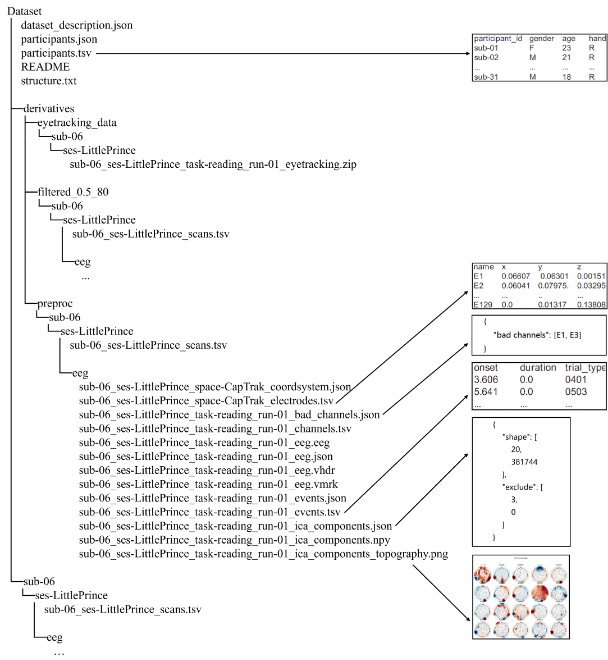 Dataset
dataset_description.json
participants.json
participants.tsv
README
structure.txt
participant_id gender age hand
sub-01 F 23 R
sub-02 M 21 R
... ... ... ...
sub-31 M 18 R
derivatives
eyetracking_data
sub-06
ses-LittlePrince
sub-06_ses-LittlePrince_task-reading_run-01_eyetracking.zip
filtered_0.5_80
sub-06
ses-LittlePrince
sub-06_ses-LittlePrince_scans.tsv
eeg
...
preproc
sub-06
ses-LittlePrince
sub-06_ses-LittlePrince_scans.tsv
eeg
sub-06_ses-LittlePrince_space-CapTrak_coordsystem.json
sub-06_ses-LittlePrince_space-CapTrak_electrodes.tsv
sub-06_ses-LittlePrince_task-reading_run-01_bad_channels.json
sub-06_ses-LittlePrince_task-reading_run-01_channels.tsv
sub-06_ses-LittlePrince_task-reading_run-01_eeg.eeg
sub-06_ses-LittlePrince_task-reading_run-01_eeg.json
sub-06_ses-LittlePrince_task-reading_run-01_eeg.vhdr
sub-06_ses-LittlePrince_task-reading_run-01_eeg.vmrk
sub-06_ses-LittlePrince_task-reading_run-01_events.json
sub-06_ses-LittlePrince_task-reading_run-01_events.tsv
sub-06_ses-LittlePrince_task-reading_run-01_ica_components.json
sub-06_ses-LittlePrince_task-reading_run-01_ica_components.npy
sub-06_ses-LittlePrince_task-reading_run-01_ica_components_topography.png
name x y z
E1 0.06607 0.06301 0.00151
E2 0.06041 0.07975. 0.03295
... ... .. ...
E129 0.0 0.01317 0.13808
{
"bad channels": [E1, E3]
}
onset duration trial_type
3.606 0.0 0401
5.641 0.0 0503
... ... ...
{
"shape": [
20,
381744
],
"exclude": [
3,
0
]
}
sub-06
ses-LittlePrince
sub-06_ses-LittlePrince_scans.tsv
eeg
...